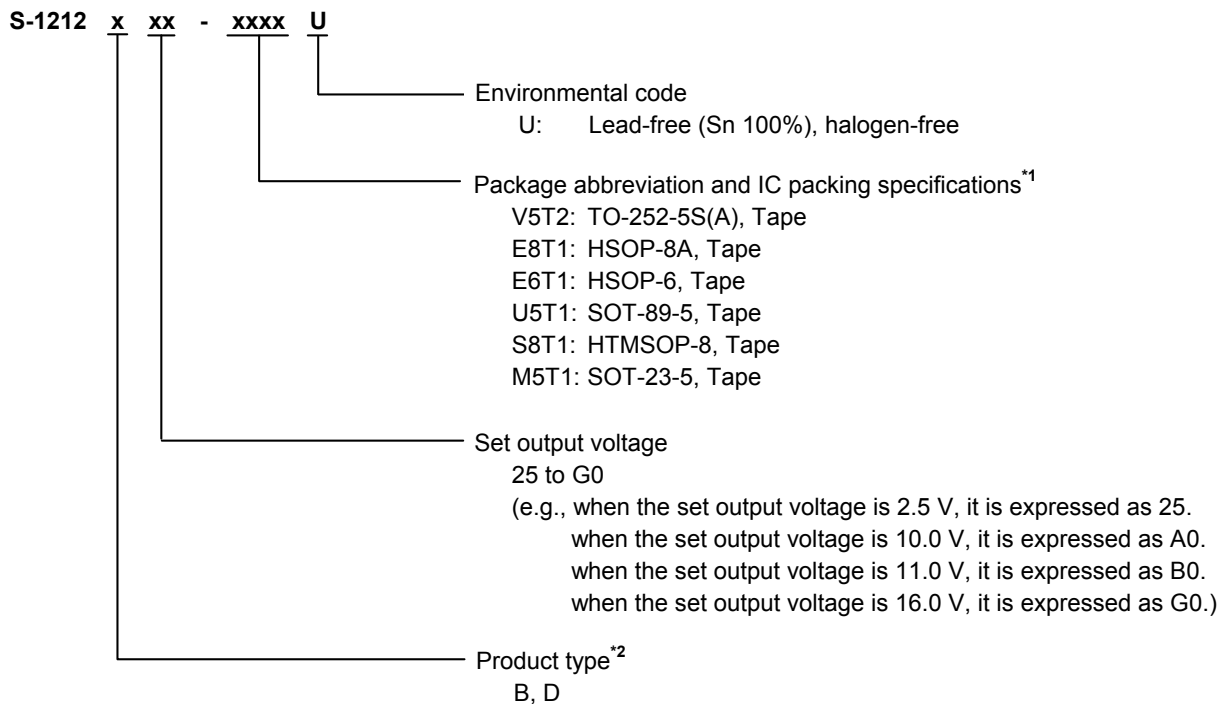 S-1212 x xx - xxxx U
Environmental code
U: Lead-free (Sn 100%), halogen-free
Package abbreviation and IC packing specifications*1
V5T2: TO-252-5S(A), Tape
E8T1: HSOP-8A, Tape
E6T1: HSOP-6, Tape
U5T1: SOT-89-5, Tape
S8T1: HTMSOP-8, Tape
M5T1: SOT-23-5, Tape
Set output voltage
25 to G0
(e.g., when the set output voltage is 2.5 V, it is expressed as 25.
when the set output voltage is 10.0 V, it is expressed as A0.
when the set output voltage is 11.0 V, it is expressed as B0.
when the set output voltage is 16.0 V, it is expressed as G0.)
Product type*2
B, D